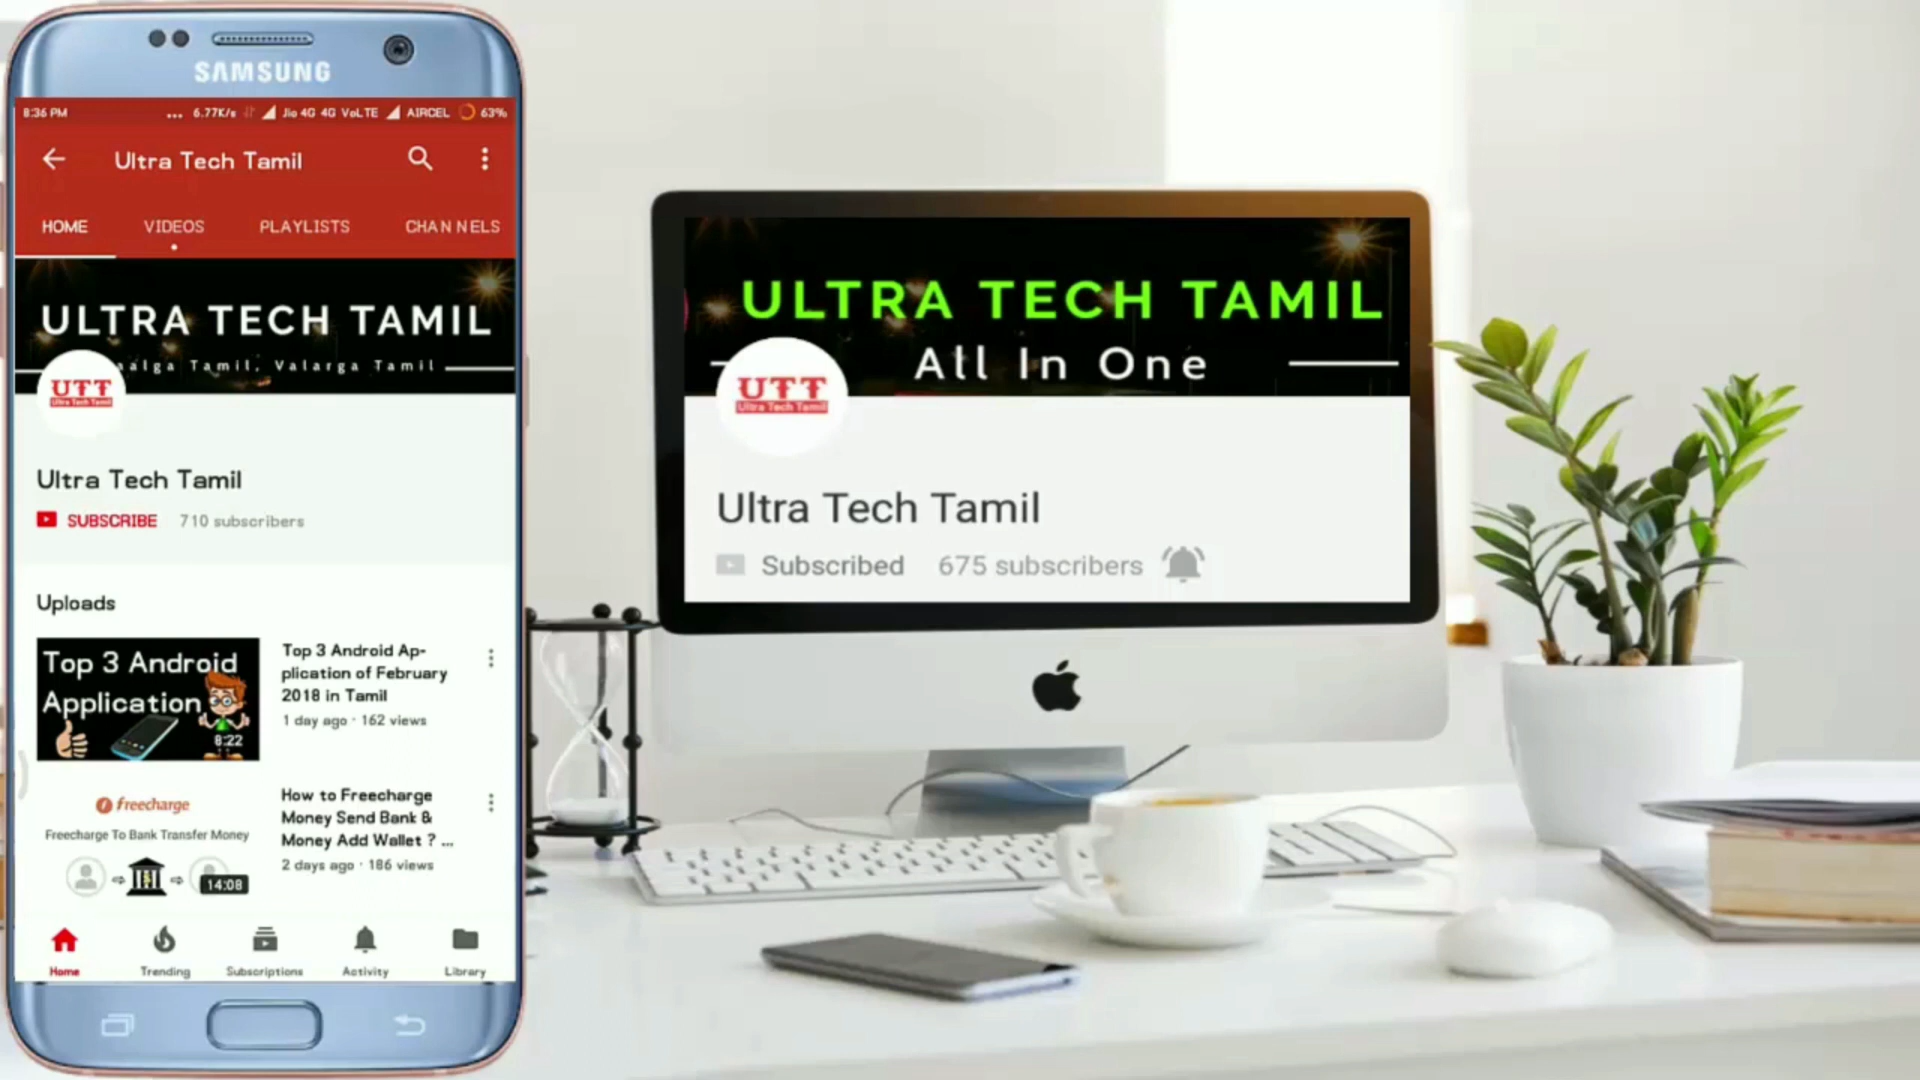 SAMSUNG
8:36 PM ... 6.77K/s Jio 4G 4G VoLTE AIRCEL 63%
Ultra Tech Tamil
HOME VIDEOS PLAYLISTS CHANNELS
ULTRA TECH TAMIL
Tamil, Valarga Tamil
UTT
Ultra Tech Tamil
Ultra Tech Tamil
SUBSCRIBE 710 subscribers
Uploads
Top 3 Android
Application
8:22
Top 3 Android Ap-
plication of February
2018 in Tamil
1 day ago · 162 views
freecharge
Freecharge To Bank Transfer Money
14:08
How to Freecharge
Money Send Bank &
Money Add Wallet ? ...
2 days ago · 186 views
Home Trending Subscriptions Activity Library
ULTRA TECH TAMIL
All In One
UTT
Ultra Tech Tamil
Ultra Tech Tamil
Subscribed 675 subscribers